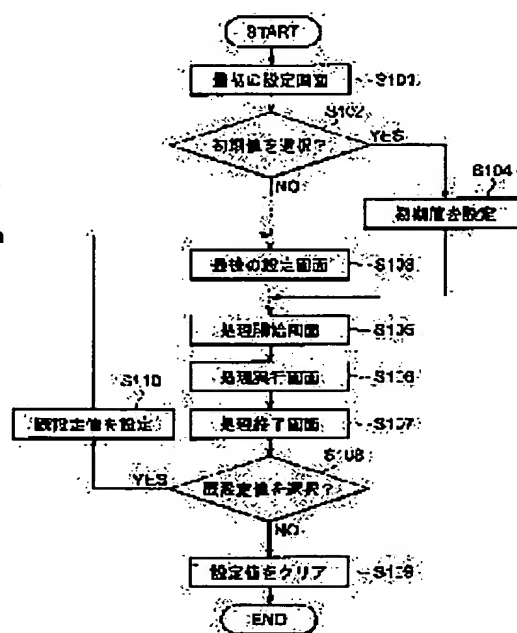 START
最初の設定画面
S101
S102
初期値を選択?
YES
NO
S104
初期値を設定
最後の設定画面
S103
処理開始画面
S105
処理実行画面
S106
S110
既設定値を設定
処理終了画面
S107
S108
既設定値を選択?
YES
NO
設定値をクリア
S109
END